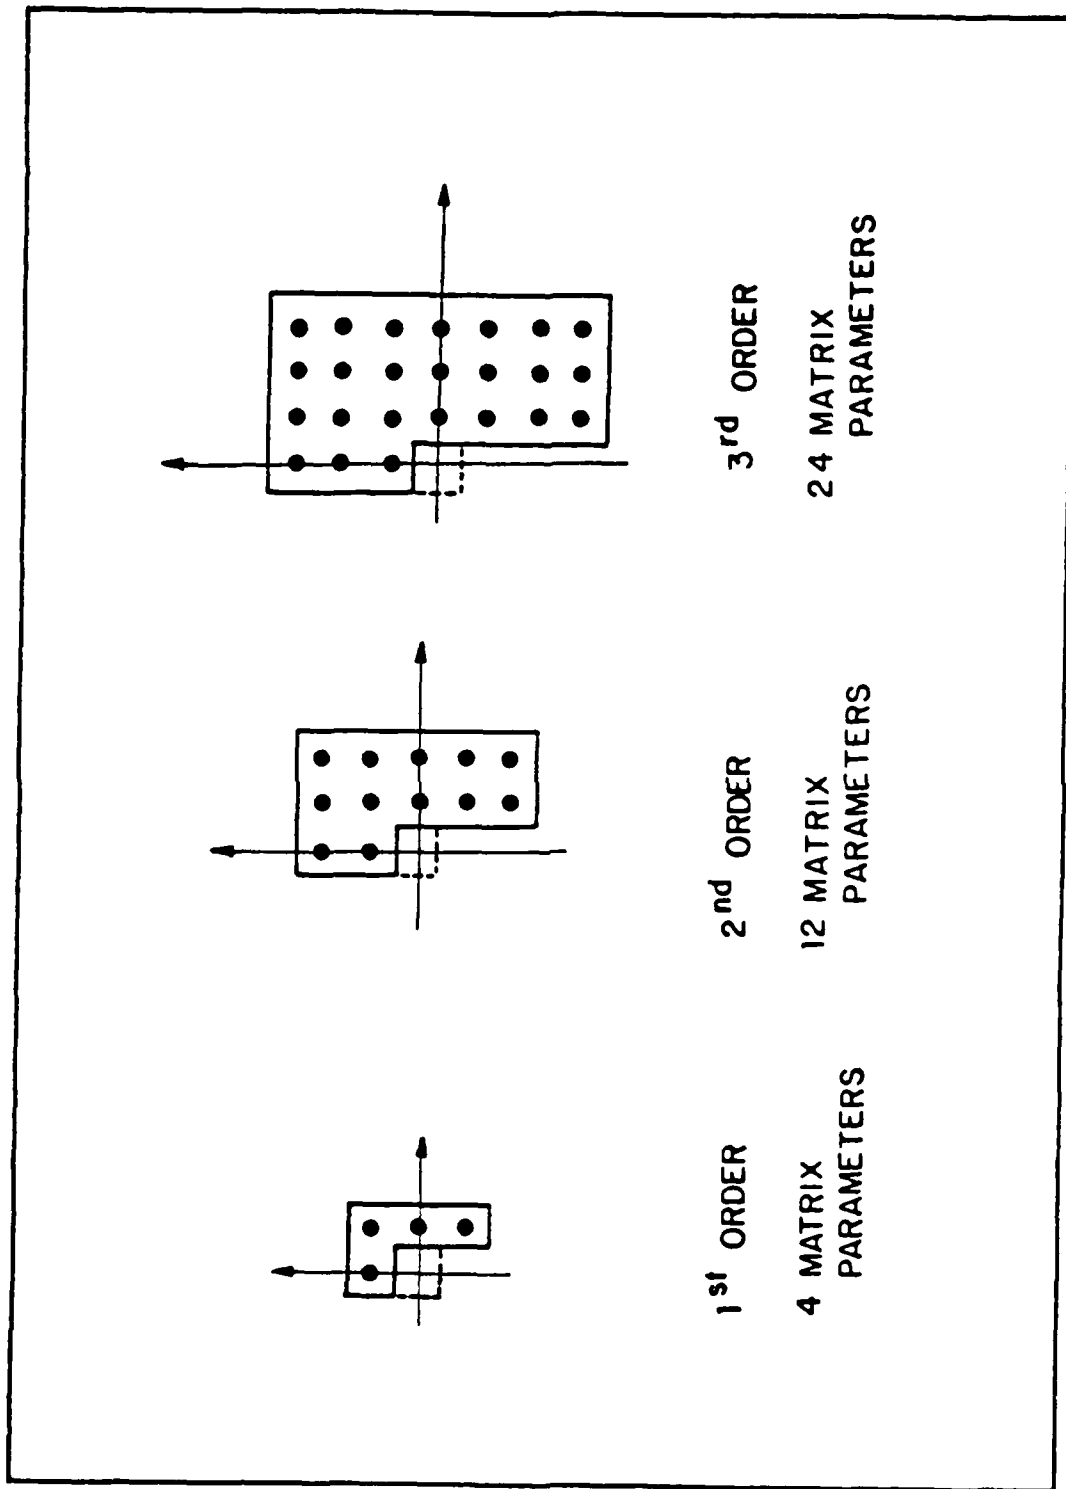 1st ORDER
4 MATRIX
PARAMETERS
2nd ORDER
12 MATRIX
PARAMETERS
3rd ORDER
24 MATRIX
PARAMETERS